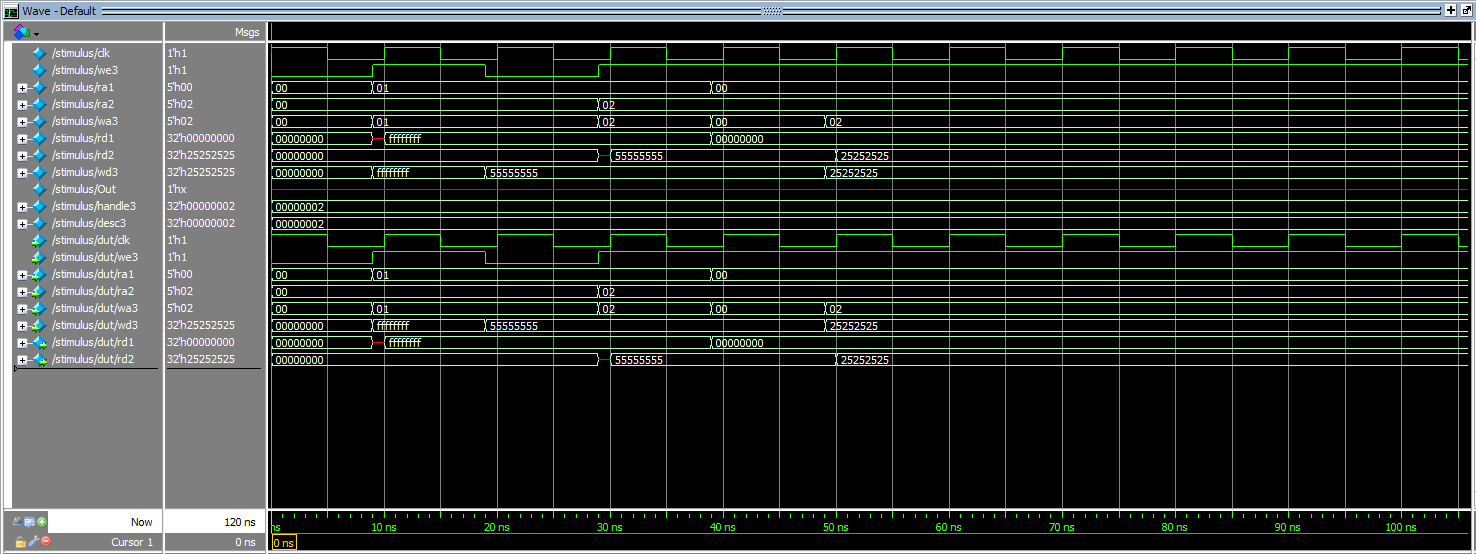 Wave - Default
Msgs
/stimulus/clk 1'h1
/stimulus/we3 1'h1
/stimulus/ra1 5'h00 00 01 00
/stimulus/ra2 5'h02 00 02
/stimulus/wa3 5'h02 00 01 02 00 02
/stimulus/rd1 32'h00000000 00000000 ffffffff 00000000
/stimulus/rd2 32'h25252525 00000000 55555555 25252525
/stimulus/wd3 32'h25252525 00000000 ffffffff 55555555 25252525
/stimulus/Out 1'hx
/stimulus/handle3 32'h00000002 00000002
/stimulus/desc3 32'h00000002 00000002
/stimulus/dut/clk 1'h1
/stimulus/dut/we3 1'h1
/stimulus/dut/ra1 5'h00 00 01 00
/stimulus/dut/ra2 5'h02 00 02
/stimulus/dut/wa3 5'h02 00 01 02 00 02
/stimulus/dut/wd3 32'h25252525 00000000 ffffffff 55555555 25252525
/stimulus/dut/rd1 32'h00000000 00000000 ffffffff 00000000
/stimulus/dut/rd2 32'h25252525 00000000 55555555 25252525
Now 120 ns ns 10 ns 20 ns 30 ns 40 ns 50 ns 60 ns 70 ns 80 ns 90 ns 100 ns
Cursor 1 0 ns 0 ns